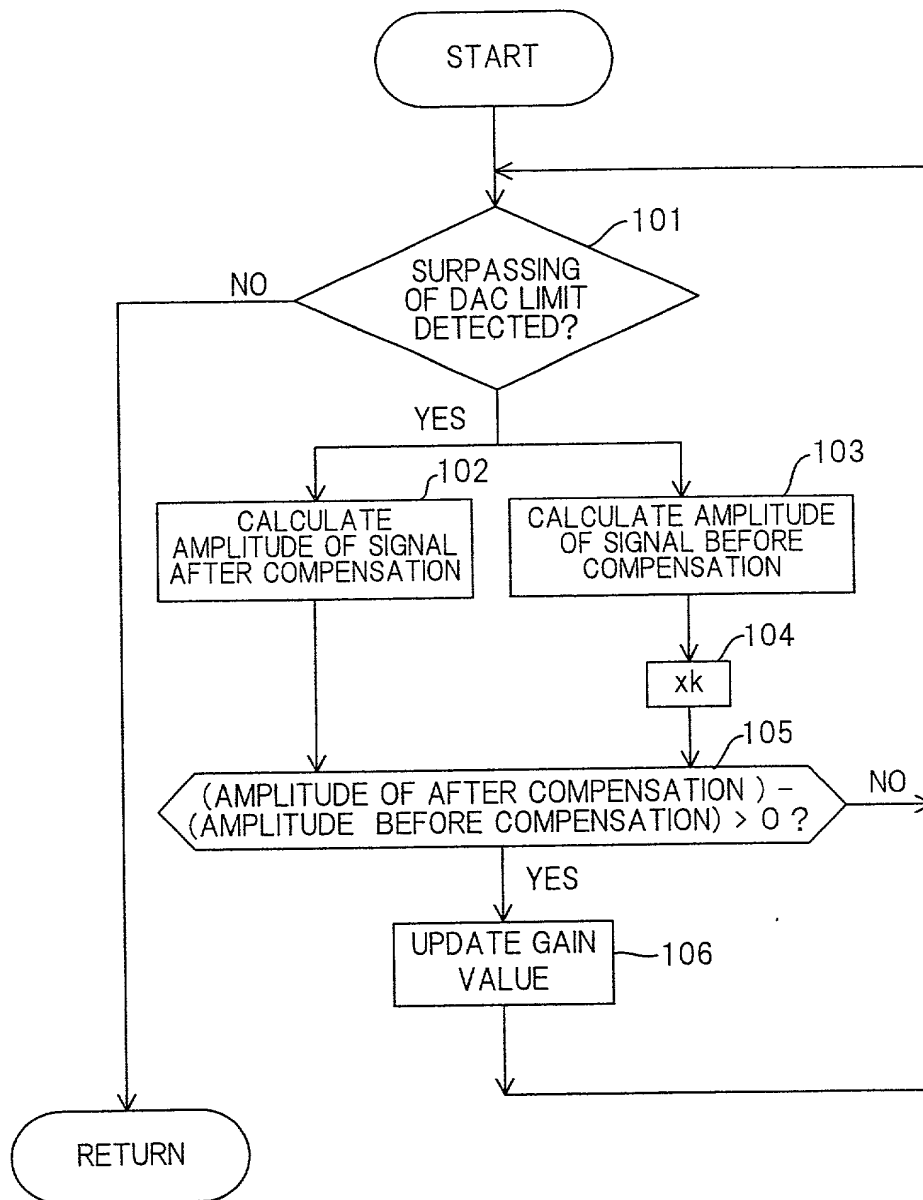 START
101
SURPASSING
OF DAC LIMIT
DETECTED?
NO
YES
102
CALCULATE
AMPLITUDE OF SIGNAL
AFTER COMPENSATION
103
CALCULATE AMPLITUDE
OF SIGNAL BEFORE
COMPENSATION
104
xk
105
(AMPLITUDE OF AFTER COMPENSATION ) -
(AMPLITUDE BEFORE COMPENSATION) > 0 ?
NO
YES
UPDATE GAIN
VALUE
106
RETURN